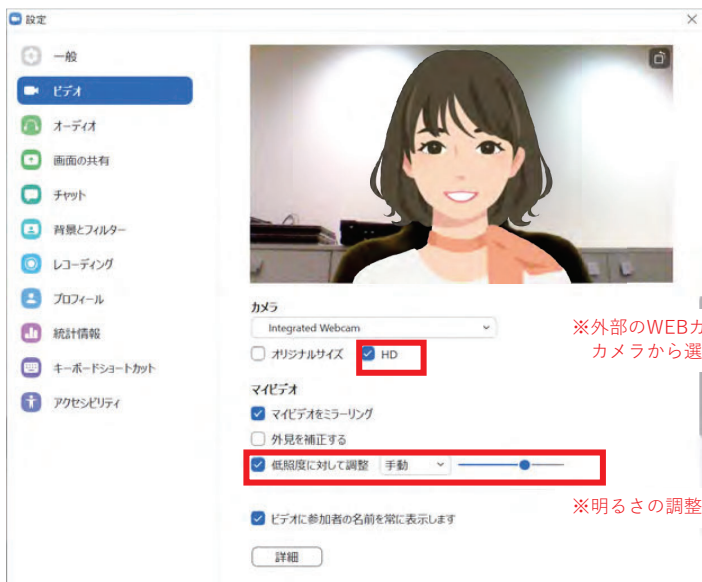 設定
一般
ビデオ
オーディオ
画面の共有
チャット
背景とフィルター
レコーディング
プロフィール
統計情報
キーボードショートカット
アクセシビリティ
カメラ
Integrated Webcam
オリジナルサイズ HD
※外部のWEBカ
カメラから選
マイビデオ
マイビデオをミラーリング
外見を補正する
低照度に対して調整 手動
※明るさの調整
ビデオに参加者の名前を常に表示します
詳細